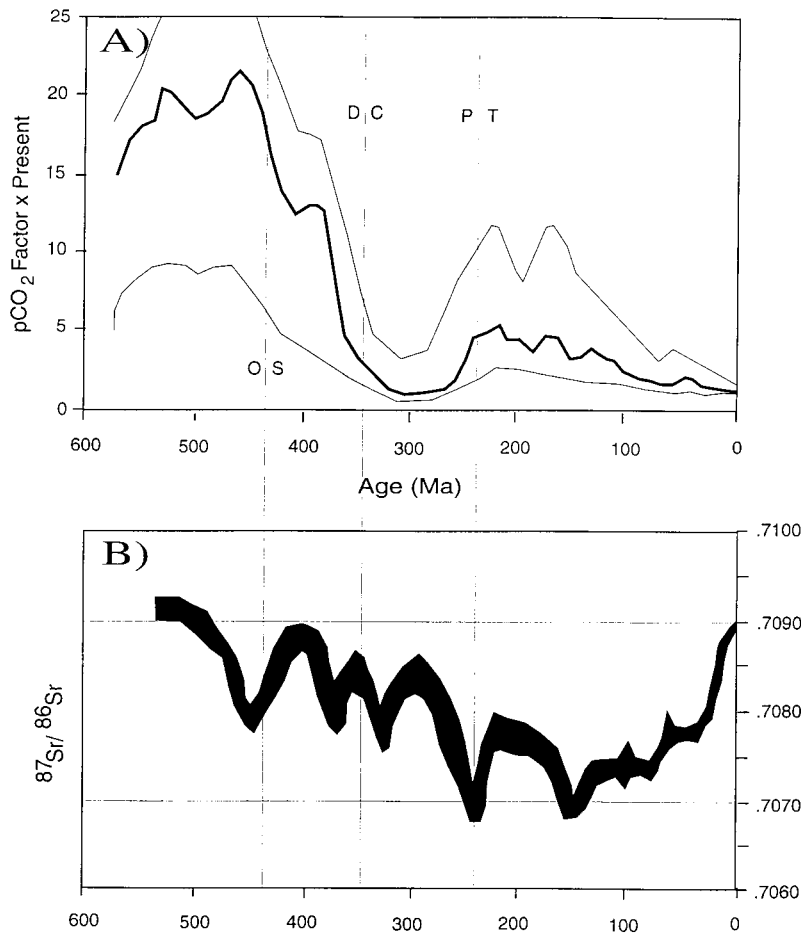 A)
25
20
15
10
5
0
pCO2 Factor x Present
D C
P T
O S
600 500 400 300 200 100 0
Age (Ma)
B)
.7100
.7090
.7080
.7070
.7060
87Sr/ 86Sr
600 500 400 300 200 100 0